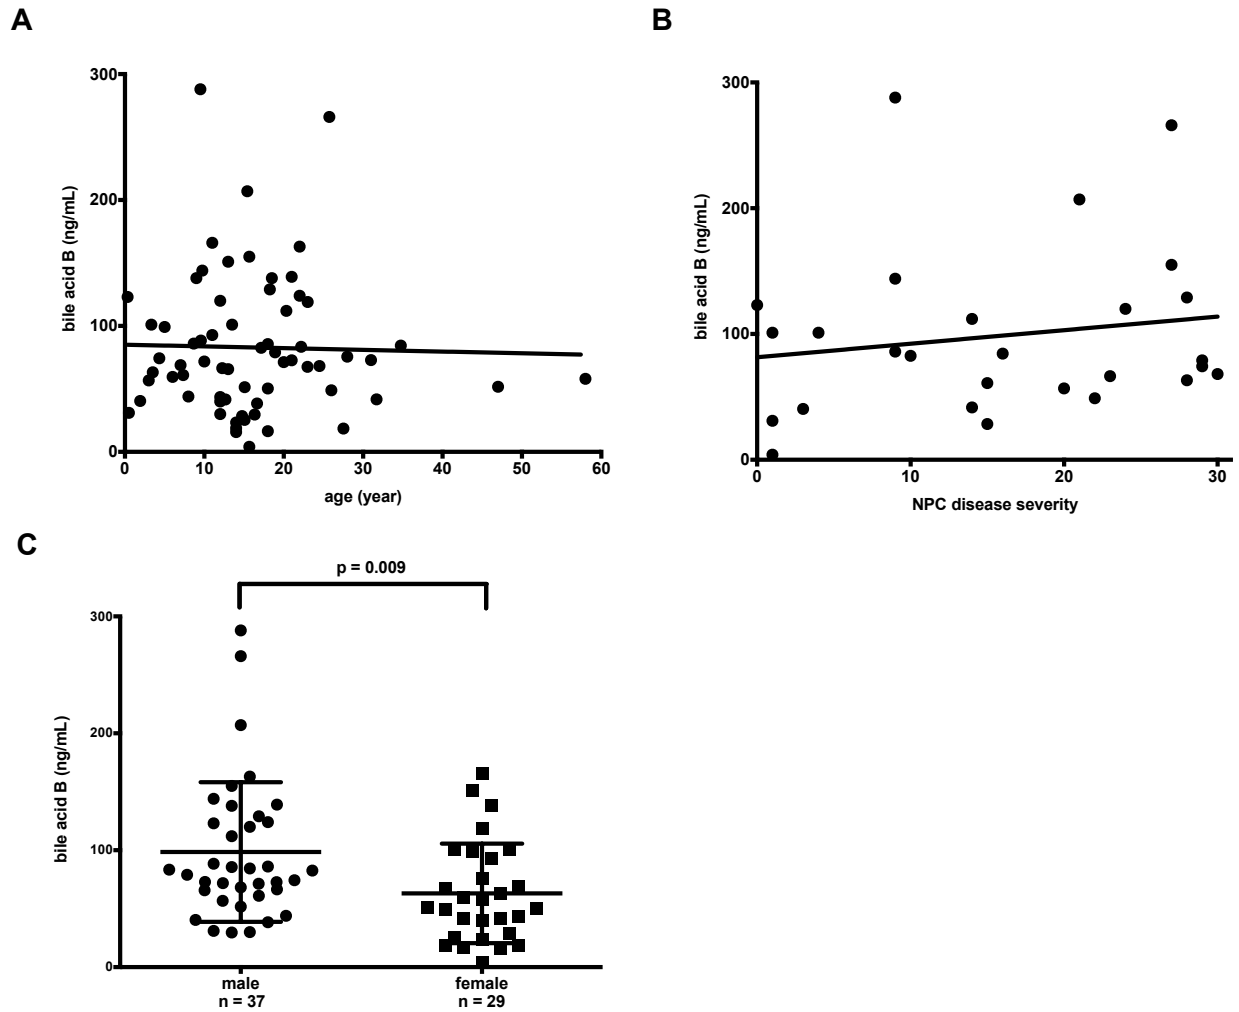 A
300
200
100
0
bile acid B (ng/mL)
0 10 20 30 40 50 60
age (year)
B
300
200
100
0
bile acid B (ng/mL)
0 10 20 30
NPC disease severity
C
p = 0.009
300
200
100
0
bile acid B (ng/mL)
male female
n = 37 n = 29